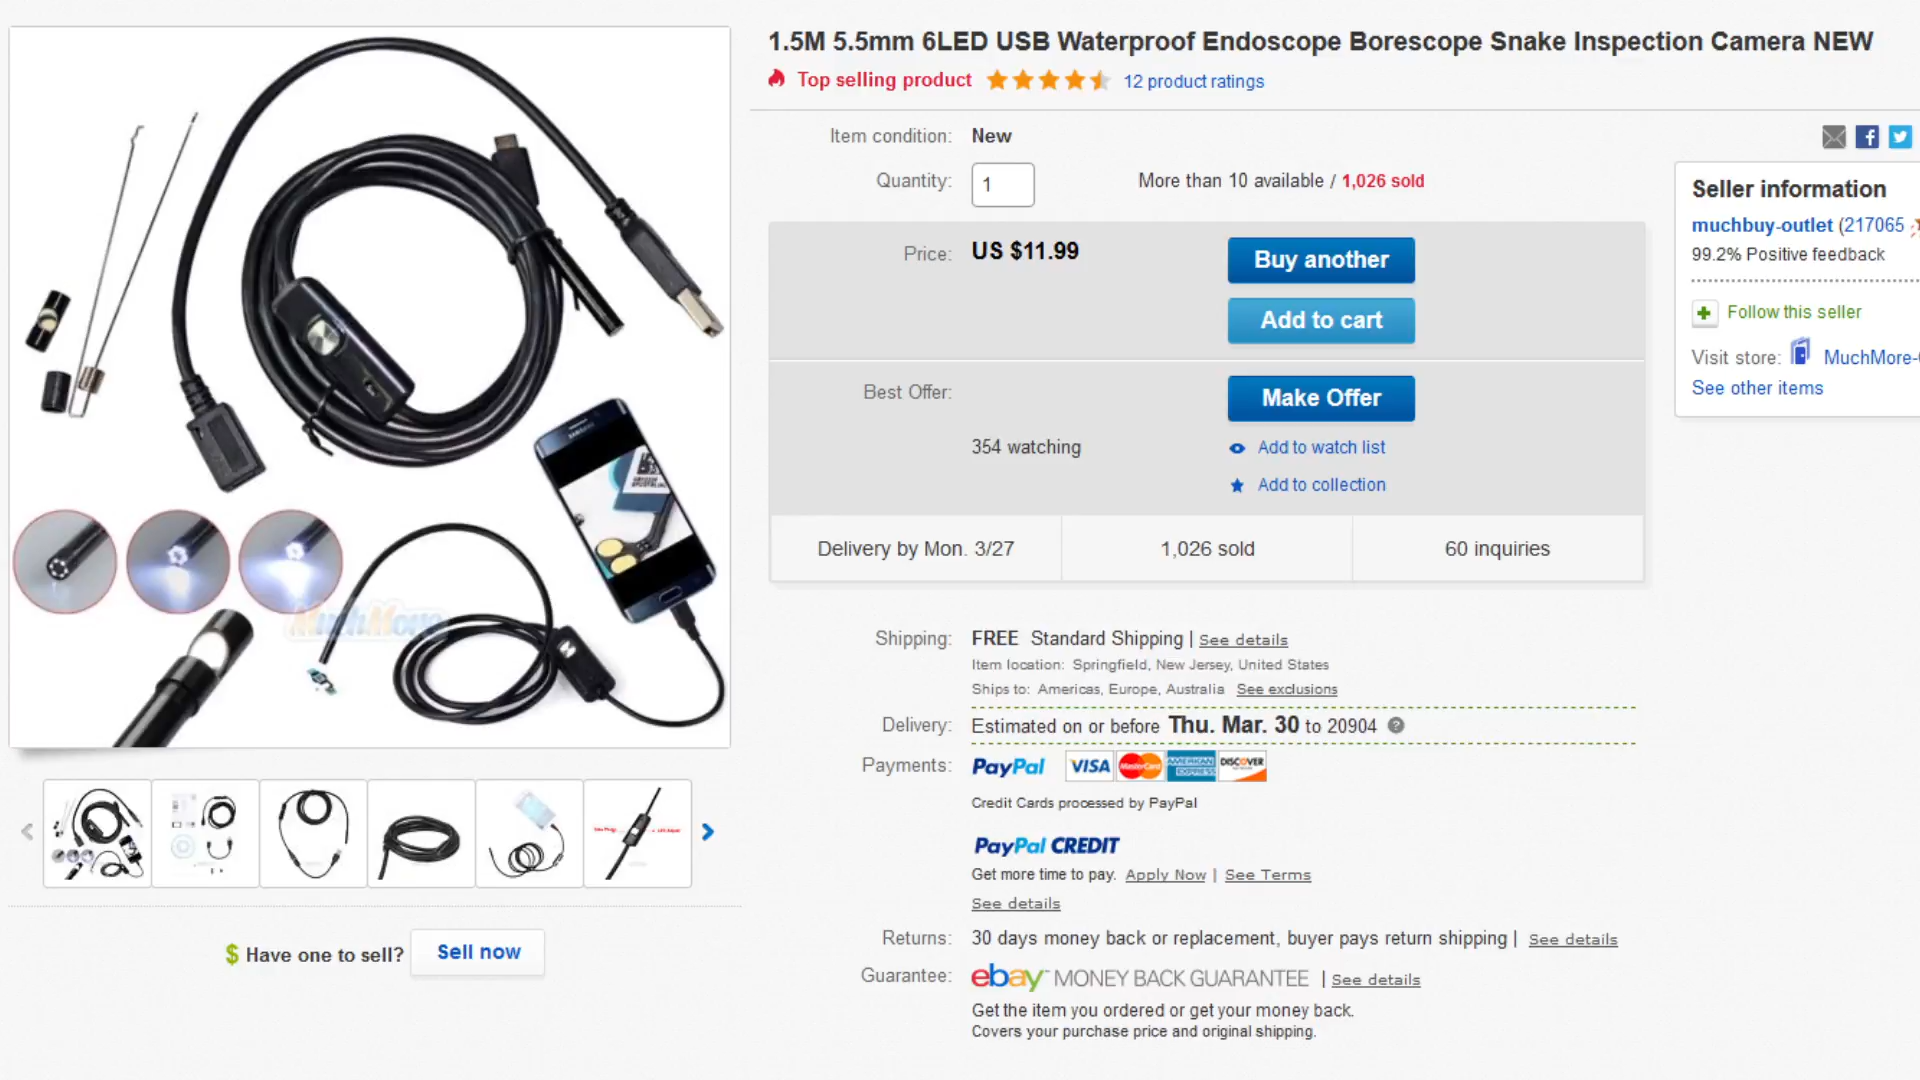 1.5M 5.5mm 6LED USB Waterproof Endoscope Borescope Snake Inspection Camera NEW
Top selling product 12 product ratings
Item condition: New
Quantity: 1 More than 10 available / 1,026 sold
Price: US $11.99 Buy another
Add to cart
Best Offer: Make Offer
354 watching Add to watch list
Add to collection
Delivery by Mon. 3/27 1,026 sold 60 inquiries
Shipping: FREE Standard Shipping | See details
Item location: Springfield, New Jersey, United States
Ships to: Americas, Europe, Australia See exclusions
Delivery: Estimated on or before Thu. Mar. 30 to 20904 ?
Payments: PayPal VISA MasterCard AMERICAN EXPRESS DISCOVER
Credit Cards processed by PayPal
PayPal CREDIT
Get more time to pay. Apply Now | See Terms
See details
Returns: 30 days money back or replacement, buyer pays return shipping | See details
Guarantee: ebay MONEY BACK GUARANTEE | See details
Get the item you ordered or get your money back.
Covers your purchase price and original shipping.
Seller information
muchbuy-outlet (217065
99.2% Positive feedback
Follow this seller
Visit store: MuchMore-
See other items
MuchMore
SAMSUNG
$ Have one to sell? Sell now